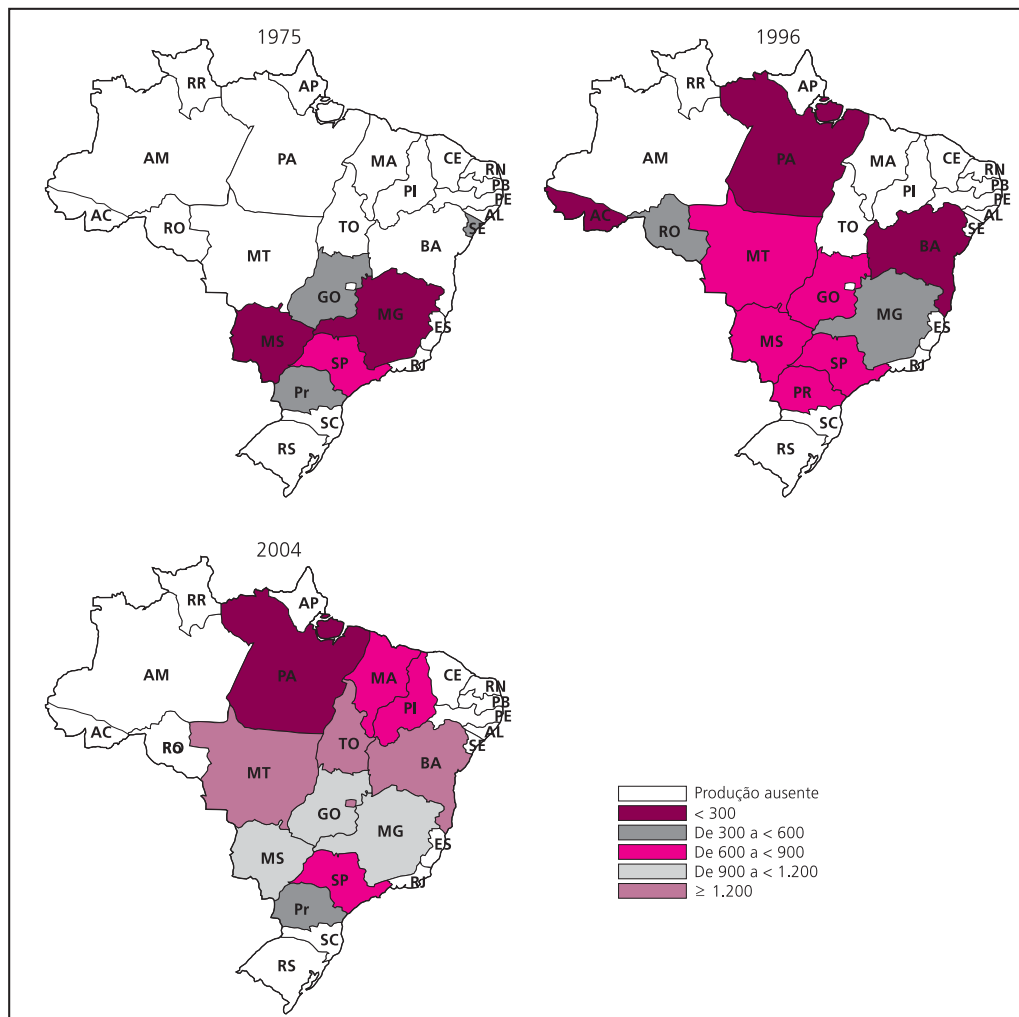 1975
RR
AP
AM
PA
MA
CE
RN
PB
PE
AL
SE
PI
AC
RO
TO
BA
MT
GO
MG
ES
MS
SP
RJ
Pr
SC
RS
1996
RR
AP
AM
PA
MA
CE
RN
PB
PE
AL
SE
PI
AC
RO
TO
BA
MT
GO
MG
ES
MS
SP
RJ
PR
SC
RS
2004
RR
AP
AM
PA
MA
CE
RN
PB
PE
AL
SE
PI
AC
RO
TO
BA
MT
GO
MG
ES
MS
SP
RJ
Pr
SC
RS
Produção ausente
< 300
De 300 a < 600
De 600 a < 900
De 900 a < 1.200
≥ 1.200